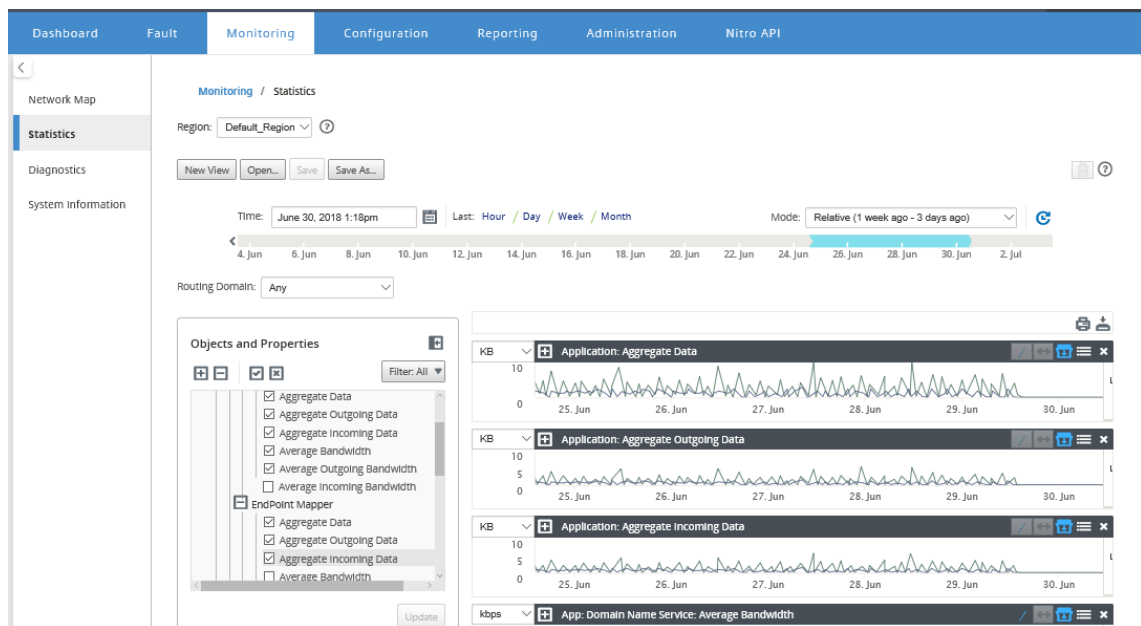 Dashboard Fault Monitoring Configuration Reporting Administration Nitro API
Network Map
Statistics
Diagnostics
System Information
Monitoring / Statistics
Region: Default_Region
New View Open... Save Save As...
Time: June 30, 2018 1:18pm Last: Hour / Day / Week / Month Mode: Relative (1 week ago - 3 days ago)
4. Jun 6. Jun 8. Jun 10. Jun 12. Jun 14. Jun 16. Jun 18. Jun 20. Jun 22. Jun 24. Jun 26. Jun 28. Jun 30. Jun 2. Jul
Routing Domain: Any
Objects and Properties
Filter: All
Aggregate Data
Aggregate Outgoing Data
Aggregate Incoming Data
Average Bandwidth
Average Outgoing Bandwidth
Average Incoming Bandwidth
EndPoint Mapper
Aggregate Data
Aggregate Outgoing Data
Aggregate Incoming Data
Average Bandwidth
Update
KB Application: Aggregate Data
10
0
25. Jun 26. Jun 27. Jun 28. Jun 29. Jun 30. Jun
KB Application: Aggregate Outgoing Data
10
5
0
25. Jun 26. Jun 27. Jun 28. Jun 29. Jun 30. Jun
KB Application: Aggregate Incoming Data
10
5
0
25. Jun 26. Jun 27. Jun 28. Jun 29. Jun 30. Jun
kbps App: Domain Name Service: Average Bandwidth